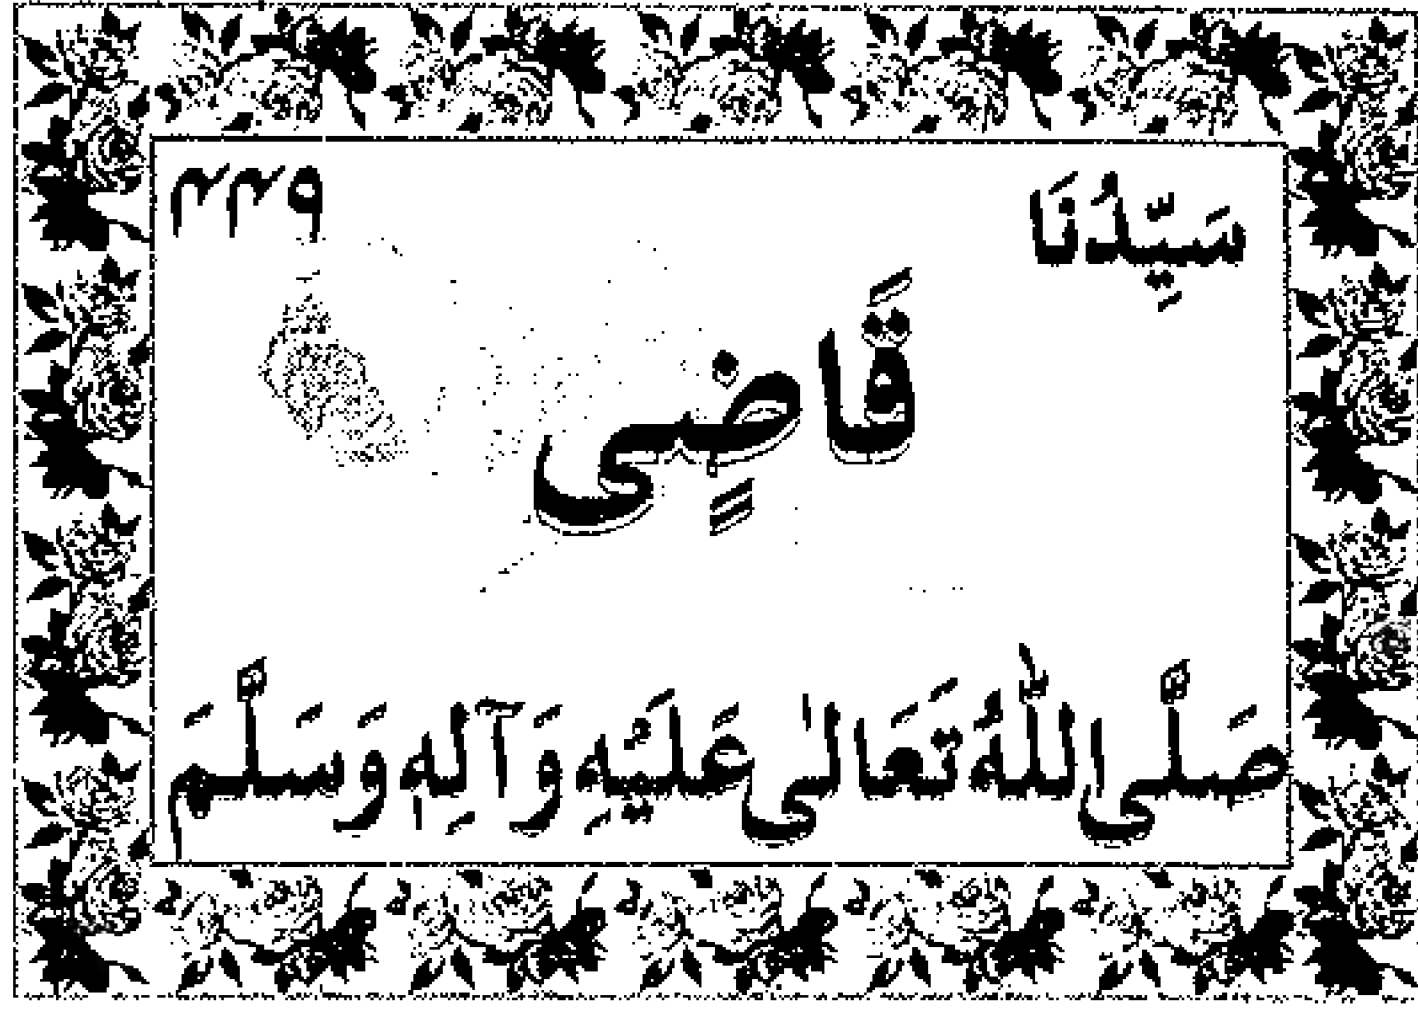 سَيِّدُنَا ۲۲۹
قَاضِی
صَلَّى اللّٰهُ تَعَالٰى عَلَيْهِ وَآلِهٖ وَسَلَّمَ